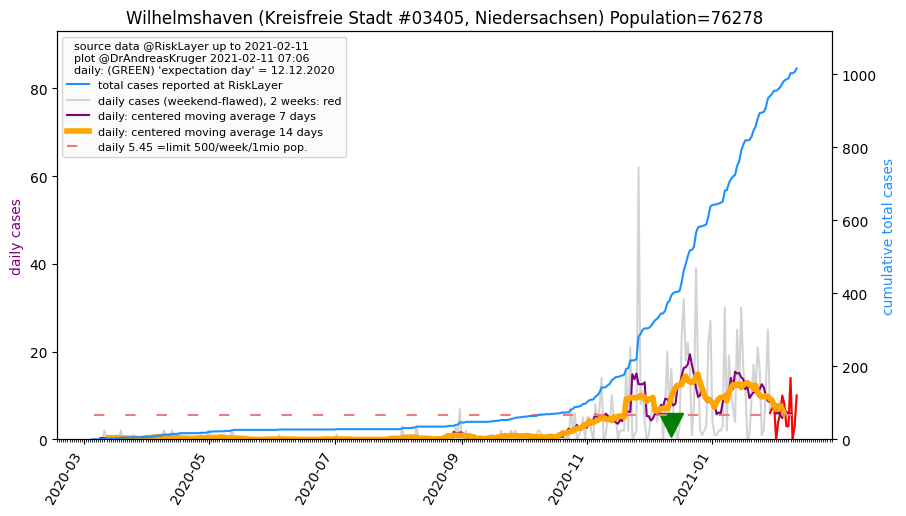 Wilhelmshaven (Kreisfreie Stadt #03405, Niedersachsen) Population=76278
source data @RiskLayer up to 2021-02-11
plot @DrAndreasKruger 2021-02-11 07:06
daily: (GREEN) 'expectation day' = 12.12.2020
total cases reported at RiskLayer
daily cases (weekend-flawed), 2 weeks: red
daily: centered moving average 7 days
daily: centered moving average 14 days
daily 5.45 =limit 500/week/1mio pop.
daily cases
80
60
40
20
0
cumulative total cases
1000
800
600
400
200
0
2020-03
2020-05
2020-07
2020-09
2020-11
2021-01